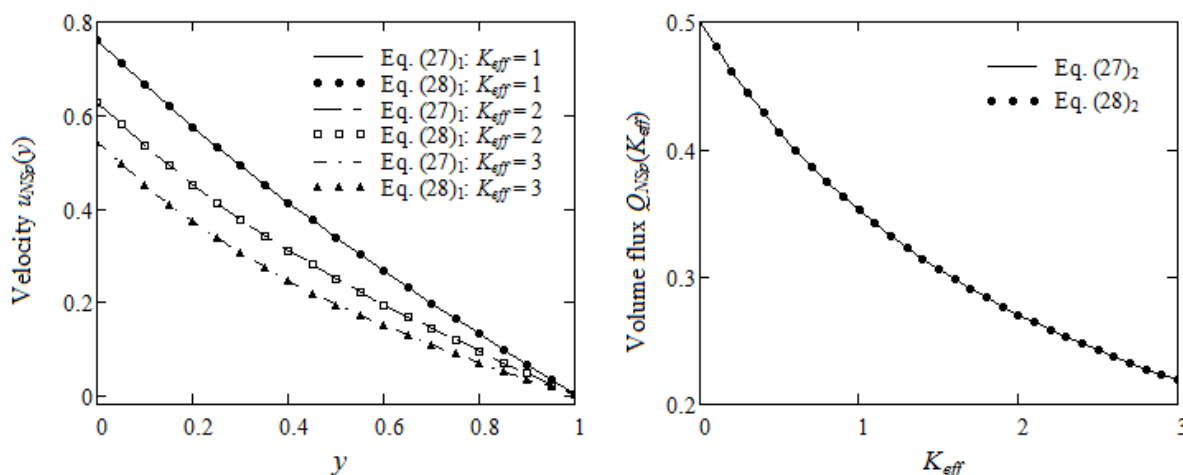 Velocity u_NSp(y)
0.8
0.6
0.4
0.2
0
Eq. (27)₁: K_eff = 1
Eq. (28)₁: K_eff = 1
Eq. (27)₁: K_eff = 2
Eq. (28)₁: K_eff = 2
Eq. (27)₁: K_eff = 3
Eq. (28)₁: K_eff = 3
0 0.2 0.4 0.6 0.8 1
y
Volume flux Q_NSp(K_eff)
0.5
0.4
0.3
0.2
Eq. (27)₂
Eq. (28)₂
0 1 2 3
K_eff